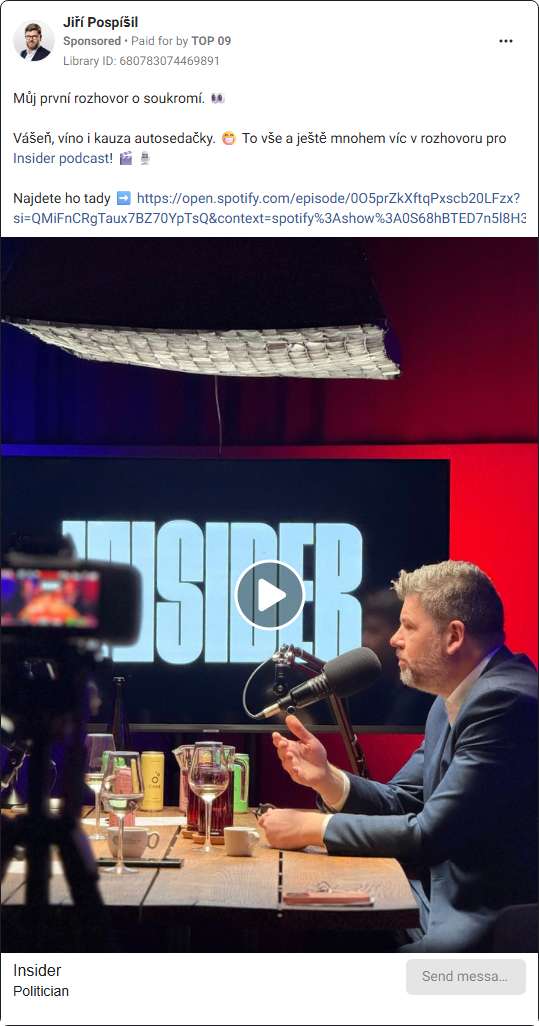 Jiří Pospíšil
Sponsored • Paid for by TOP 09
Library ID: 680783074469891
Můj první rozhovor o soukromí. 👀
Vášeň, víno i kauza autosedačky. 😷 To vše a ještě mnohem víc v rozhovoru pro
Insider podcast! 🎬 🎙️
Najdete ho tady ➡️ https://open.spotify.com/episode/0O5prZkXftqPxscb20LFzx?
si=QMiFnCRgTaux7BZ70YpTsQ&context=spotify%3Ashow%3A0S68hBTED7n5l8H3
INSIDER
Insider
Politician
Send messa...